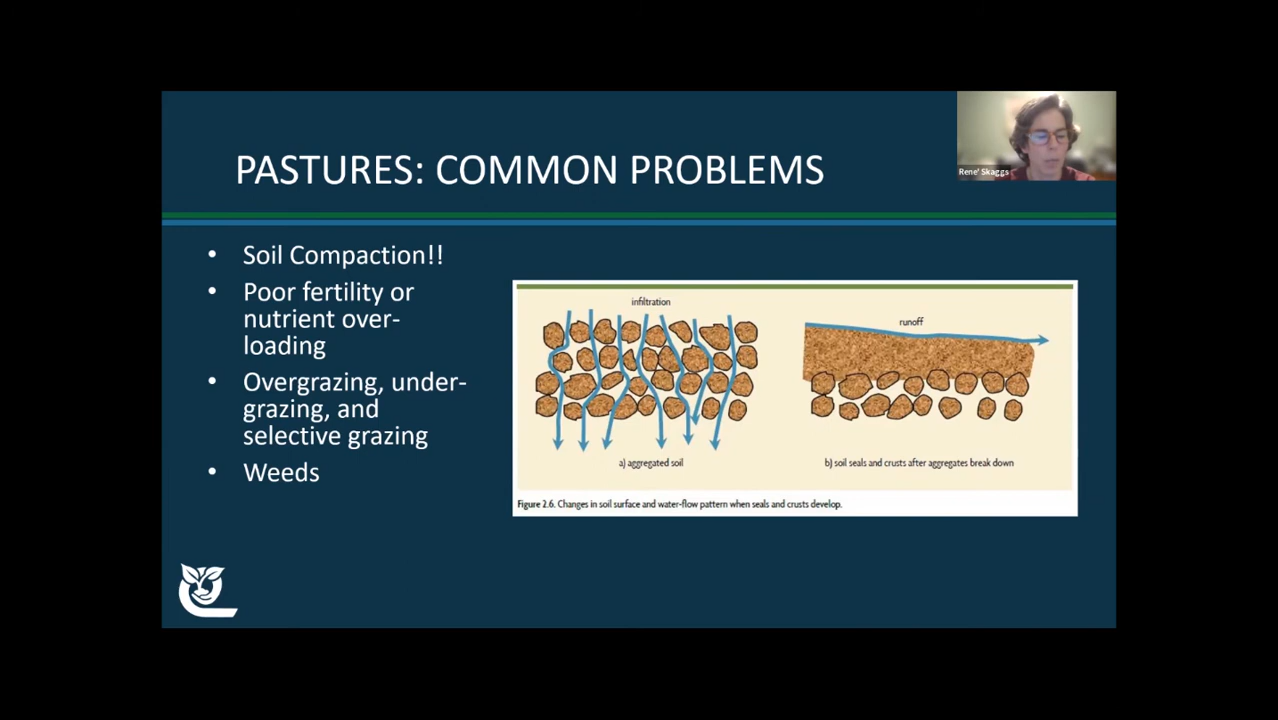 PASTURES: COMMON PROBLEMS
Rene' Skaggs
• Soil Compaction!!
• Poor fertility or
nutrient over-
loading
• Overgrazing, under-
grazing, and
selective grazing
• Weeds
infiltration
runoff
a) aggregated soil
b) soil seals and crusts after aggregates break down
Figure 2.6. Changes in soil surface and water-flow pattern when seals and crusts develop.